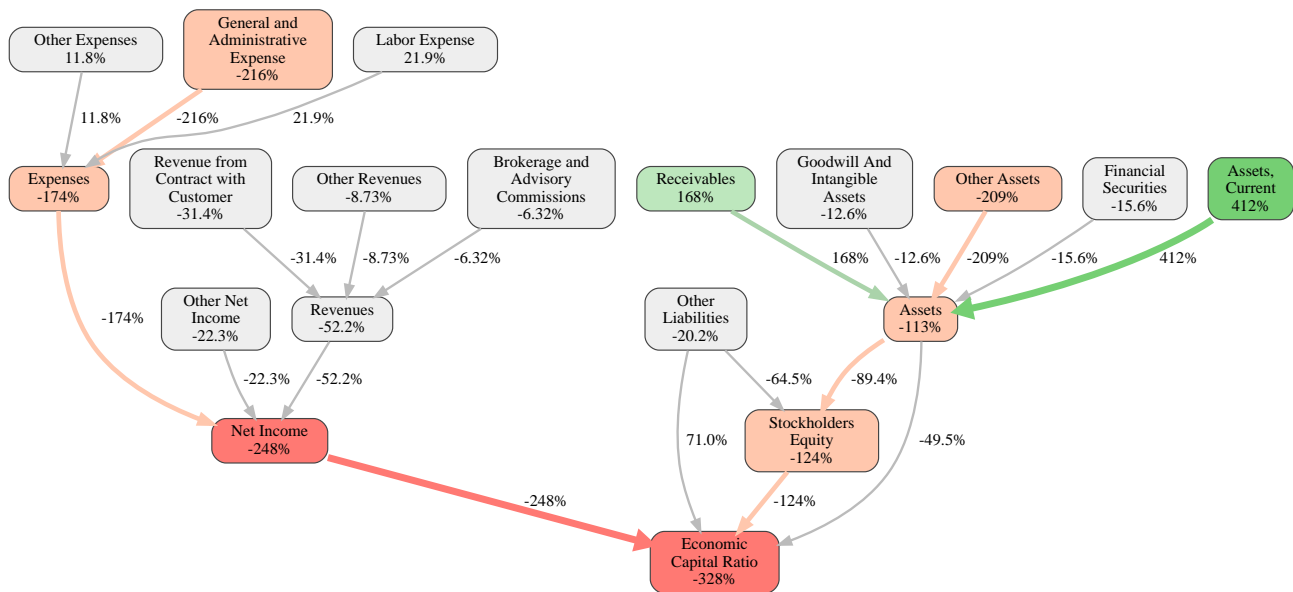 Other Expenses
11.8%
General and
Administrative
Expense
-216%
Labor Expense
21.9%
11.8%
-216%
21.9%
Expenses
-174%
Revenue from
Contract with
Customer
-31.4%
Other Revenues
-8.73%
Brokerage and
Advisory
Commissions
-6.32%
Receivables
168%
Goodwill And
Intangible
Assets
-12.6%
Other Assets
-209%
Financial
Securities
-15.6%
Assets,
Current
412%
-31.4%
-8.73%
-6.32%
168%
-12.6%
-209%
-15.6%
412%
-174%
Other Net
Income
-22.3%
Revenues
-52.2%
Other
Liabilities
-20.2%
Assets
-113%
-22.3%
-52.2%
-64.5%
-89.4%
Net Income
-248%
71.0%
Stockholders
Equity
-124%
-49.5%
-248%
-124%
Economic
Capital Ratio
-328%